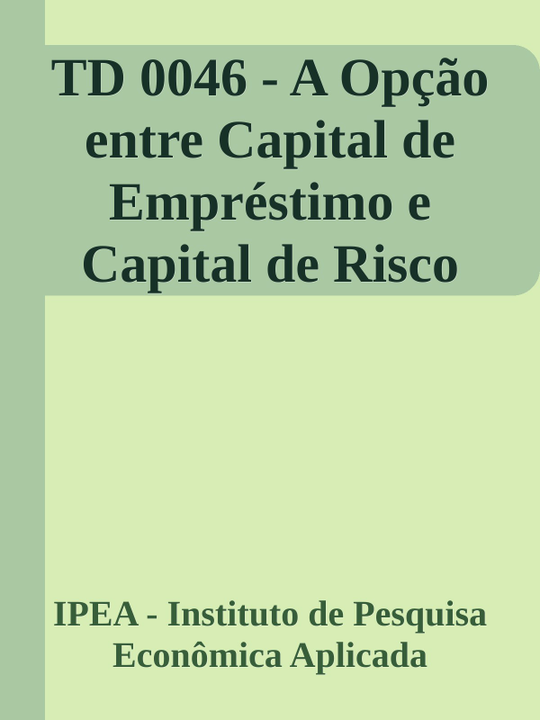 TD 0046 - A Opção
entre Capital de
Empréstimo e
Capital de Risco
IPEA - Instituto de Pesquisa
Econômica Aplicada